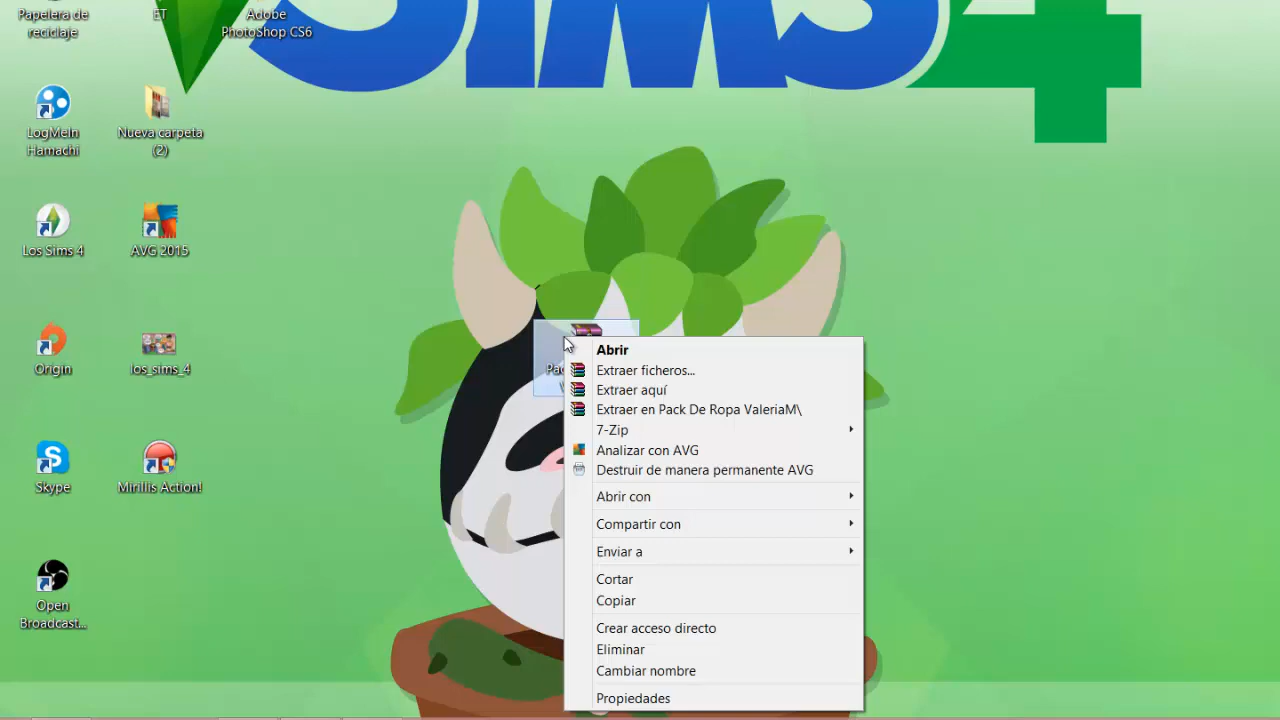 Papelera de
reciclaje
ET
Adobe
PhotoShop CS6
SIMS 4
LogMeIn
Hamachi
Nueva carpeta
(2)
Los Sims 4
AVG 2015
Origin
los_sims_4
Skype
Mirillis Action!
Open
Broadcast...
Abrir
Extraer ficheros...
Extraer aquí
Extraer en Pack De Ropa ValeriaM\
7-Zip
Analizar con AVG
Destruir de manera permanente AVG
Abrir con
Compartir con
Enviar a
Cortar
Copiar
Crear acceso directo
Eliminar
Cambiar nombre
Propiedades